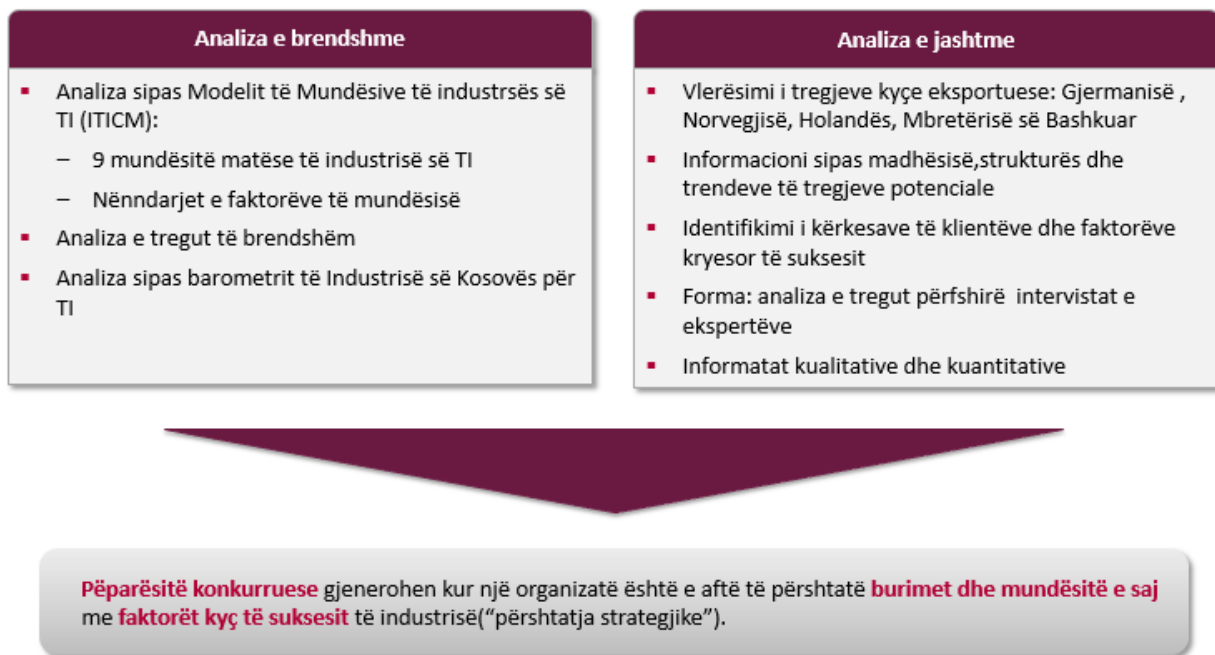 Analiza e brendshme
▪ Analiza sipas Modelit të Mundësive të industrsës së
TI (ITICM):
– 9 mundësitë matëse të industrisë së TI
– Nënndarjet e faktorëve të mundësisë
▪ Analiza e tregut të brendshëm
▪ Analiza sipas barometrit të Industrisë së Kosovës për
TI
Analiza e jashtme
▪ Vlerësimi i tregjeve kyçe eksportuese: Gjermanisë ,
Norvegjisë, Holandës, Mbretërisë së Bashkuar
▪ Informacioni sipas madhësisë,strukturës dhe
trendeve të tregjeve potenciale
▪ Identifikimi i kërkesave të klientëve dhe faktorëve
kryesor të suksesit
▪ Forma: analiza e tregut përfshirë  intervistat e
ekspertëve
▪ Informatat kualitative dhe kuantitative
Pëparësitë konkurruese gjenerohen kur një organizatë është e aftë të përshtatë burimet dhe mundësitë e saj
me faktorët kyç të suksesit të industrisë(“përshtatja strategjike”).